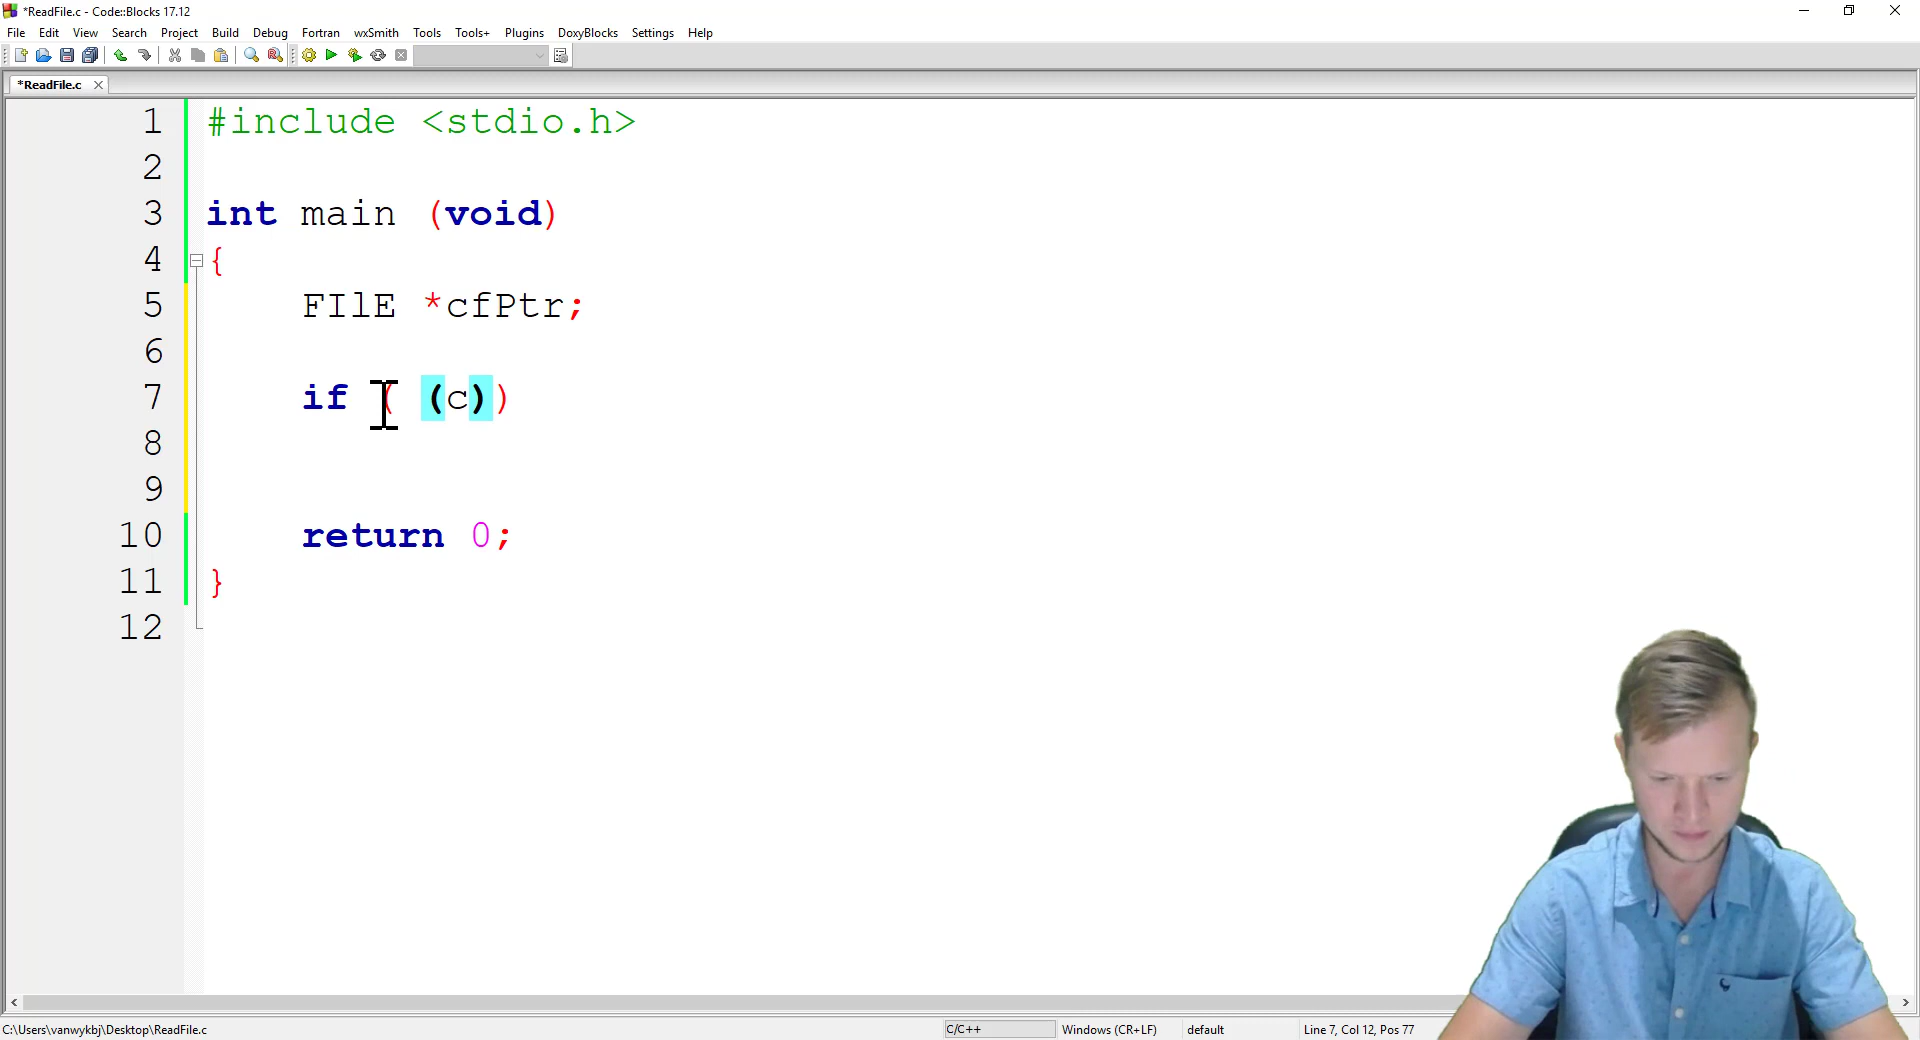 *ReadFile.c - Code::Blocks 17.12
File Edit View Search Project Build Debug Fortran wxSmith Tools Tools+ Plugins DoxyBlocks Settings Help
*ReadFile.c
1 #include <stdio.h>
2
3 int main (void)
4 {
5 FIlE *cfPtr;
6
7 if ( (c))
8
9
10 return 0;
11 }
12
C:\Users\vanwykbj\Desktop\ReadFile.c C/C++ Windows (CR+LF) default Line 7, Col 12, Pos 77